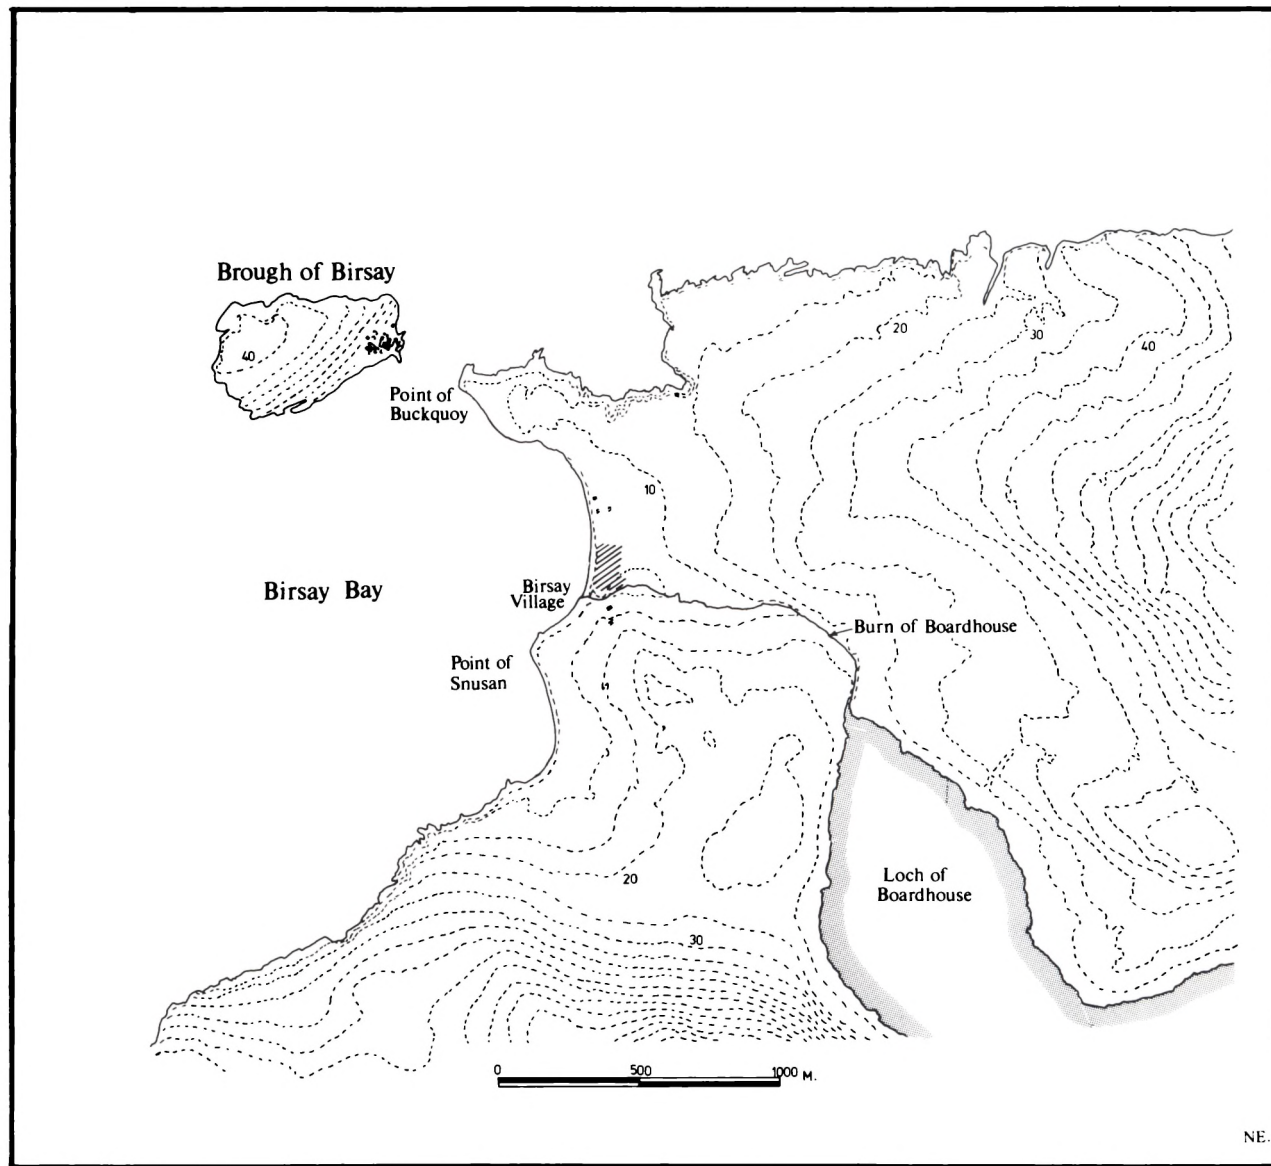 Brough of Birsay
40
20
30
40
Point of
Buckquoy
10
Birsay Bay
Birsay
Village
Burn of Boardhouse
Point of
Snusan
20
Loch of
Boardhouse
30
0 500 1000 M.
NE.